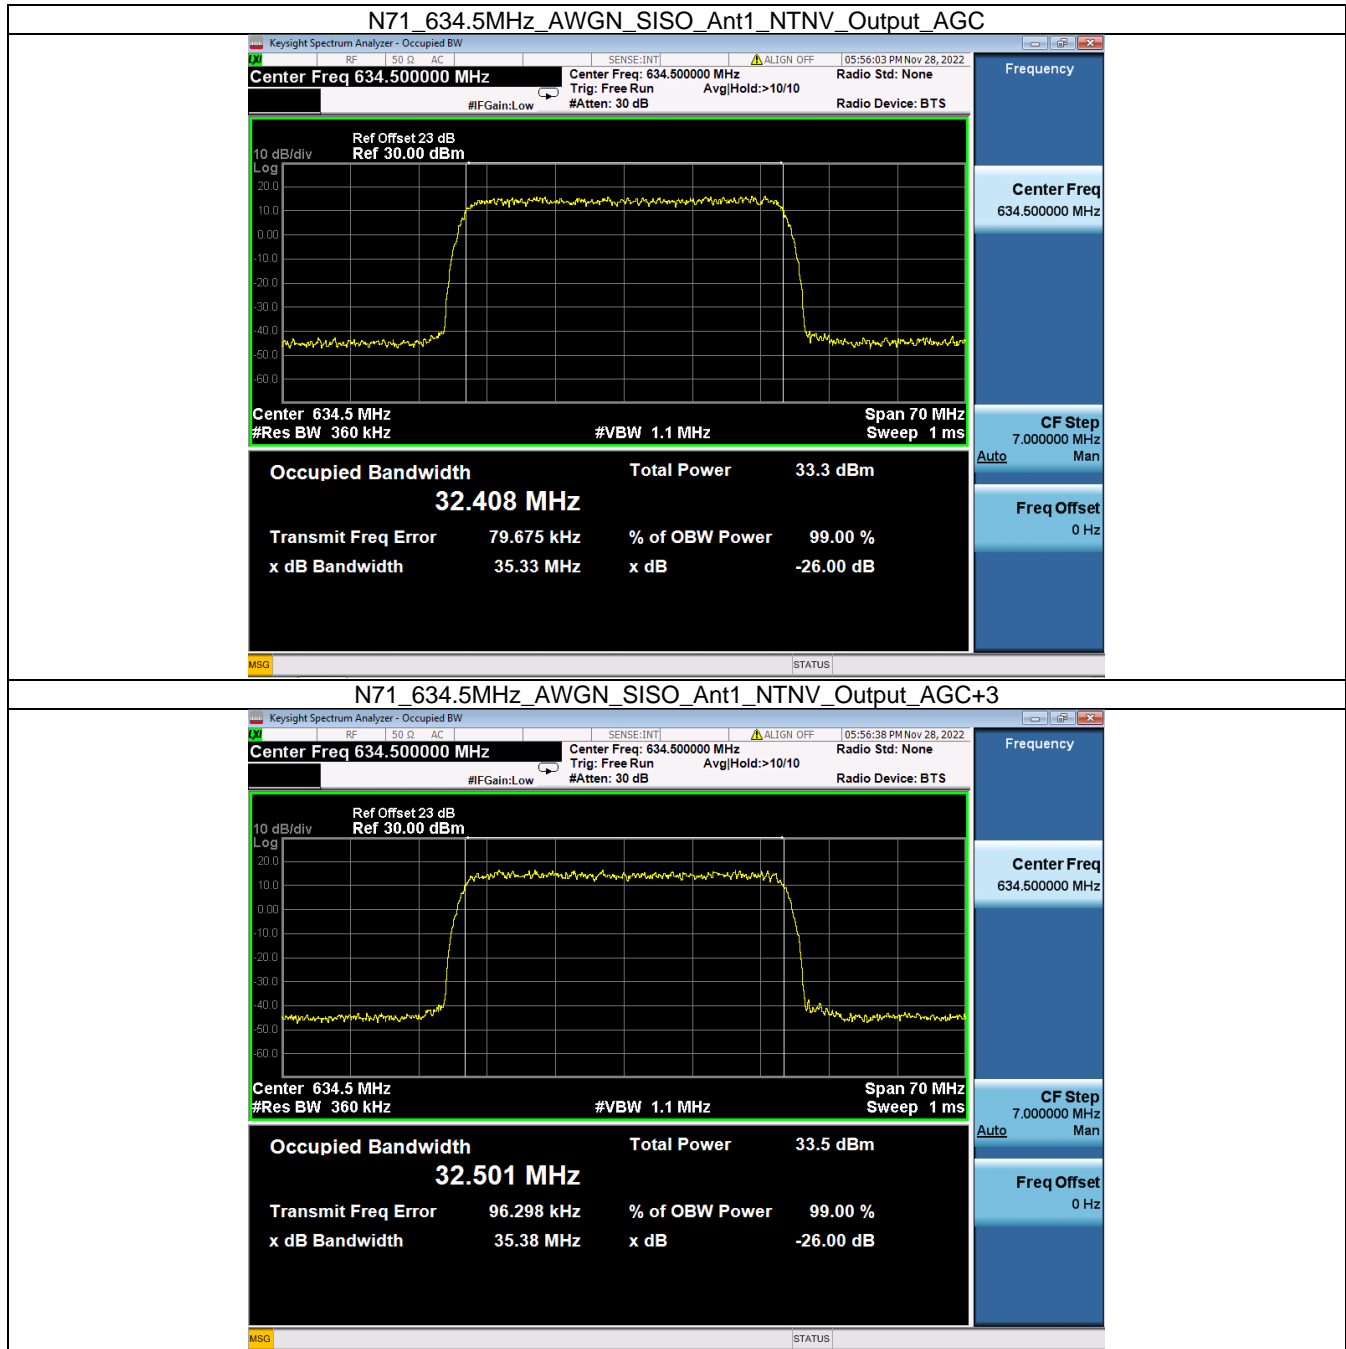 N71_634.5MHz_AWGN_SISO_Ant1_NTNV_Output_AGC
Keysight Spectrum Analyzer - Occupied BW
LXI RF 50 Ω AC SENSE:INT ALIGN OFF 05:56:03 PM Nov 28, 2022
Center Freq 634.500000 MHz
Center Freq: 634.500000 MHz
Radio Std: None
Trig: Free Run Avg|Hold:>10/10
#IFGain:Low #Atten: 30 dB Radio Device: BTS
Frequency
Ref Offset 23 dB
10 dB/div Ref 30.00 dBm
Log
20.0
10.0
0.00
-10.0
-20.0
-30.0
-40.0
-50.0
-60.0
Center 634.5 MHz Span 70 MHz
#Res BW 360 kHz #VBW 1.1 MHz Sweep 1 ms
Center Freq
634.500000 MHz
CF Step
7.000000 MHz
Auto Man
Freq Offset
0 Hz
Occupied Bandwidth Total Power 33.3 dBm
32.408 MHz
Transmit Freq Error 79.675 kHz % of OBW Power 99.00 %
x dB Bandwidth 35.33 MHz x dB -26.00 dB
MSG STATUS
N71_634.5MHz_AWGN_SISO_Ant1_NTNV_Output_AGC+3
Keysight Spectrum Analyzer - Occupied BW
LXI RF 50 Ω AC SENSE:INT ALIGN OFF 05:56:38 PM Nov 28, 2022
Center Freq 634.500000 MHz
Center Freq: 634.500000 MHz
Radio Std: None
Trig: Free Run Avg|Hold:>10/10
#IFGain:Low #Atten: 30 dB Radio Device: BTS
Frequency
Ref Offset 23 dB
10 dB/div Ref 30.00 dBm
Log
20.0
10.0
0.00
-10.0
-20.0
-30.0
-40.0
-50.0
-60.0
Center 634.5 MHz Span 70 MHz
#Res BW 360 kHz #VBW 1.1 MHz Sweep 1 ms
Center Freq
634.500000 MHz
CF Step
7.000000 MHz
Auto Man
Freq Offset
0 Hz
Occupied Bandwidth Total Power 33.5 dBm
32.501 MHz
Transmit Freq Error 96.298 kHz % of OBW Power 99.00 %
x dB Bandwidth 35.38 MHz x dB -26.00 dB
MSG STATUS